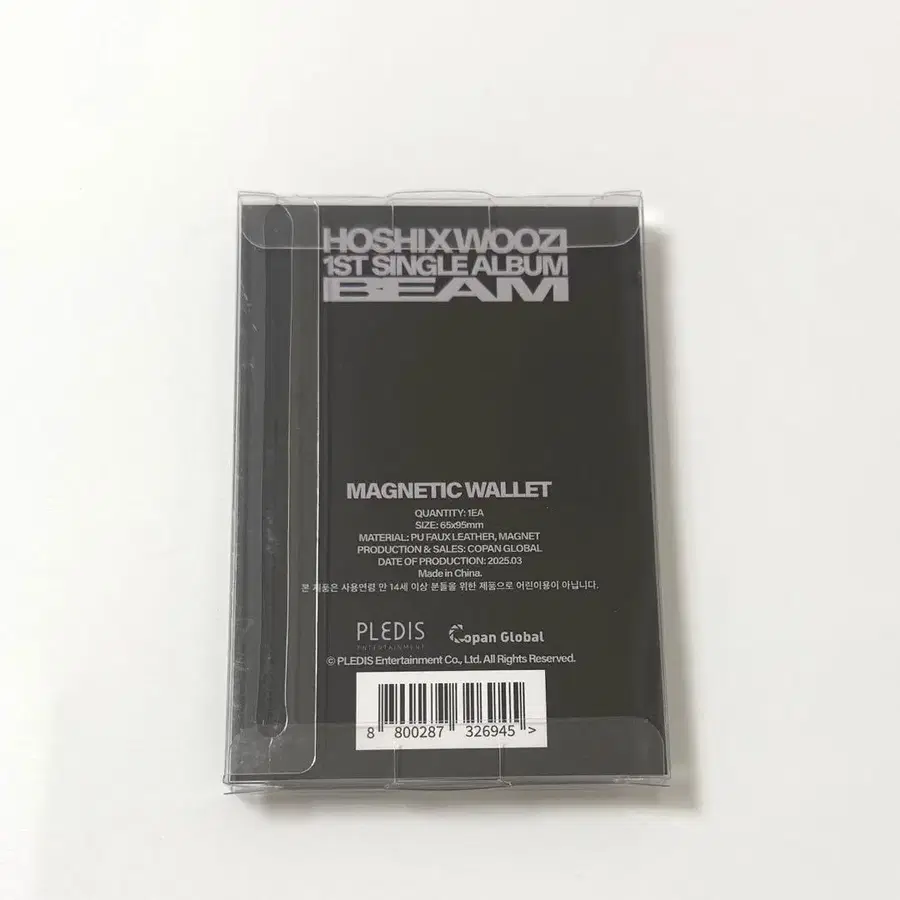 HOSHI X WOOZI
1ST SINGLE ALBUM
BEAM
MAGNETIC WALLET
QUANTITY: 1EA
SIZE: 65x95mm
MATERIAL: PU FAUX LEATHER, MAGNET
PRODUCTION & SALES: COPAN GLOBAL
DATE OF PRODUCTION: 2025.03
Made in China.
본 제품은 사용연령 만 14세 이상 분들을 위한 제품으로 어린이용이 아닙니다.
PLEDIS Copan Global
ENTERTAINMENT
© PLEDIS Entertainment Co., Ltd. All Rights Reserved.
8 800287 326945 >